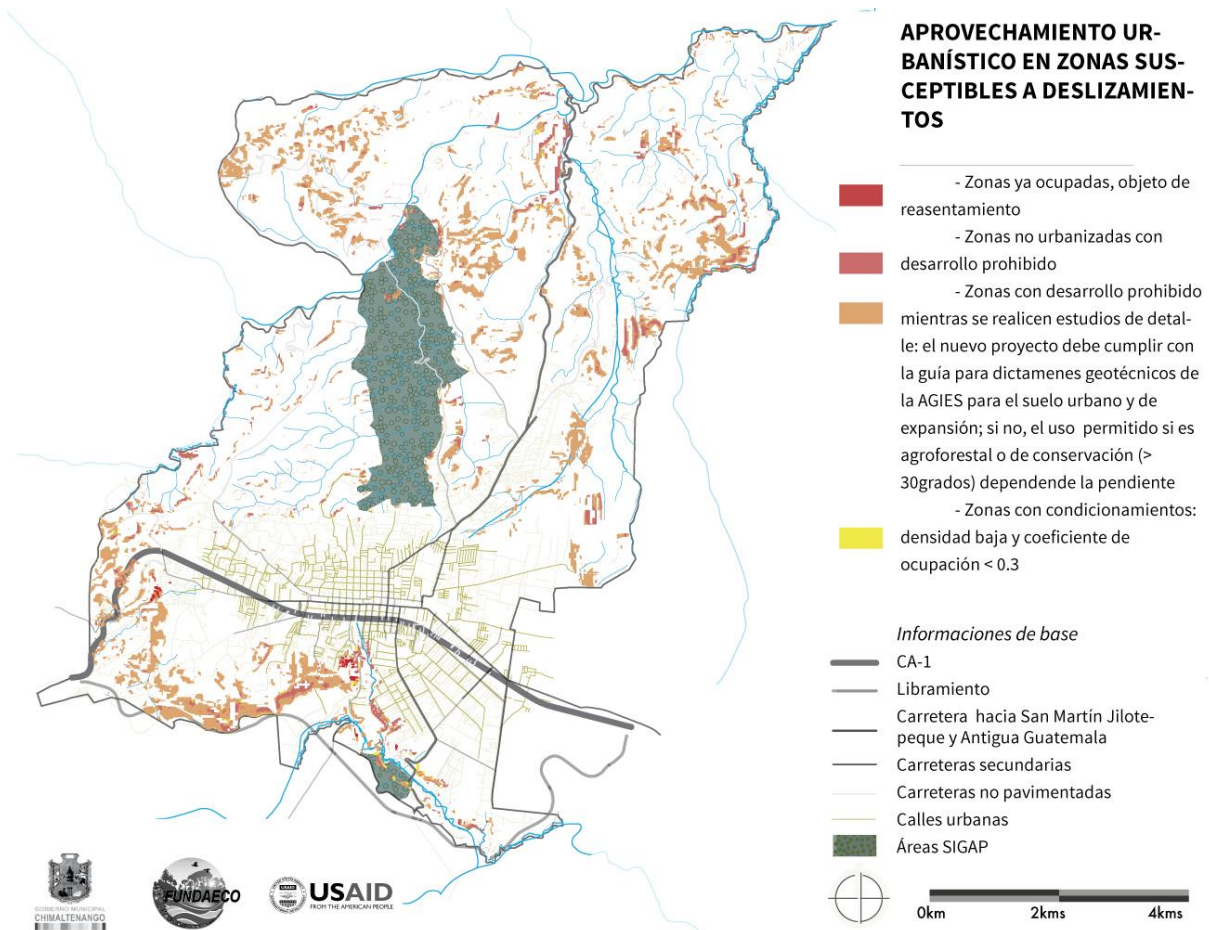 APROVECHAMIENTO UR-
BANÍSTICO EN ZONAS SUS-
CEPTIBLES A DESLIZAMIEN-
TOS
- Zonas ya ocupadas, objeto de
reasentamiento
- Zonas no urbanizadas con
desarrollo prohibido
- Zonas con desarrollo prohibido
mientras se realicen estudios de detal-
le: el nuevo proyecto debe cumplir con
la guía para dictamenes geotécnicos de
la AGIES para el suelo urbano y de
expansión; si no, el uso permitido si es
agroforestal o de conservación (>
30grados) dependende la pendiente
- Zonas con condicionamientos:
densidad baja y coeficiente de
ocupación < 0.3
Informaciones de base
CA-1
Libramiento
Carretera hacia San Martín Jilote-
peque y Antigua Guatemala
Carreteras secundarias
Carreteras no pavimentadas
Calles urbanas
Áreas SIGAP
0km 2kms 4kms
GOBIERNO MUNICIPAL
CHIMALTENANGO
FUNDAECO
USAID
FROM THE AMERICAN PEOPLE